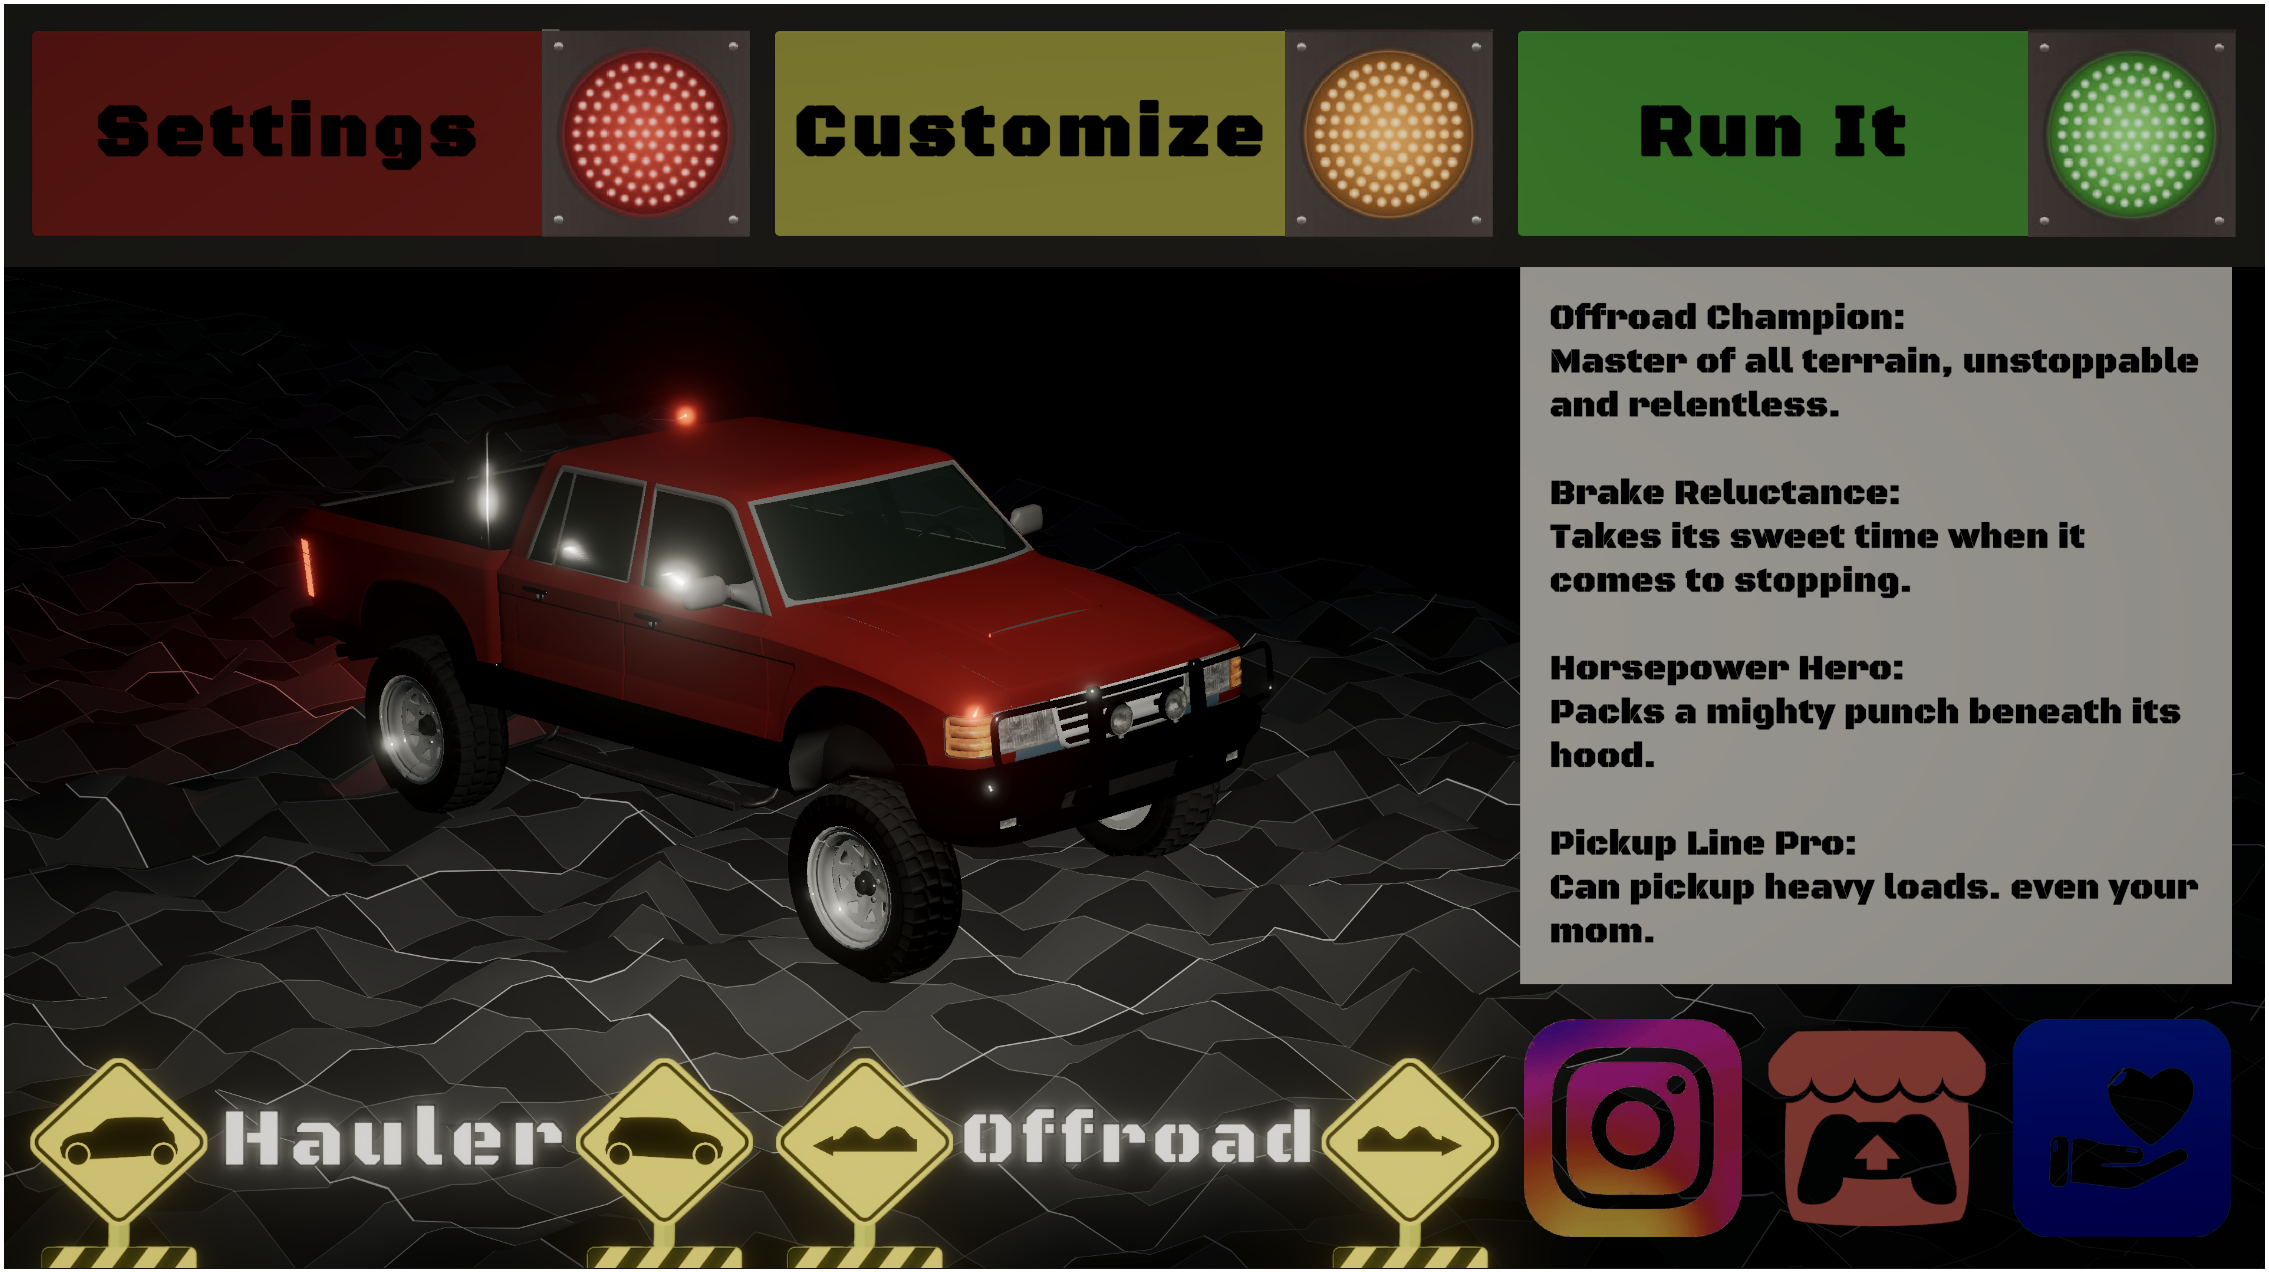 Settings
Customize
Run It
Offroad Champion:
Master of all terrain, unstoppable
and relentless.
Brake Reluctance:
Takes its sweet time when it
comes to stopping.
Horsepower Hero:
Packs a mighty punch beneath its
hood.
Pickup Line Pro:
Can pickup heavy loads. even your
mom.
Hauler
Offroad